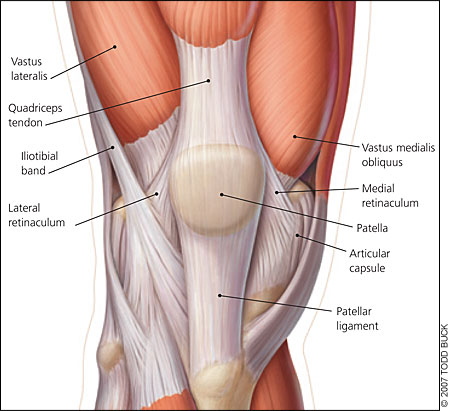 Vastus
lateralis
Quadriceps
tendon
Iliotibial
band
Lateral
retinaculum
Vastus medialis
obliquus
Medial
retinaculum
Patella
Articular
capsule
Patellar
ligament
© 2007 TODD BUCK